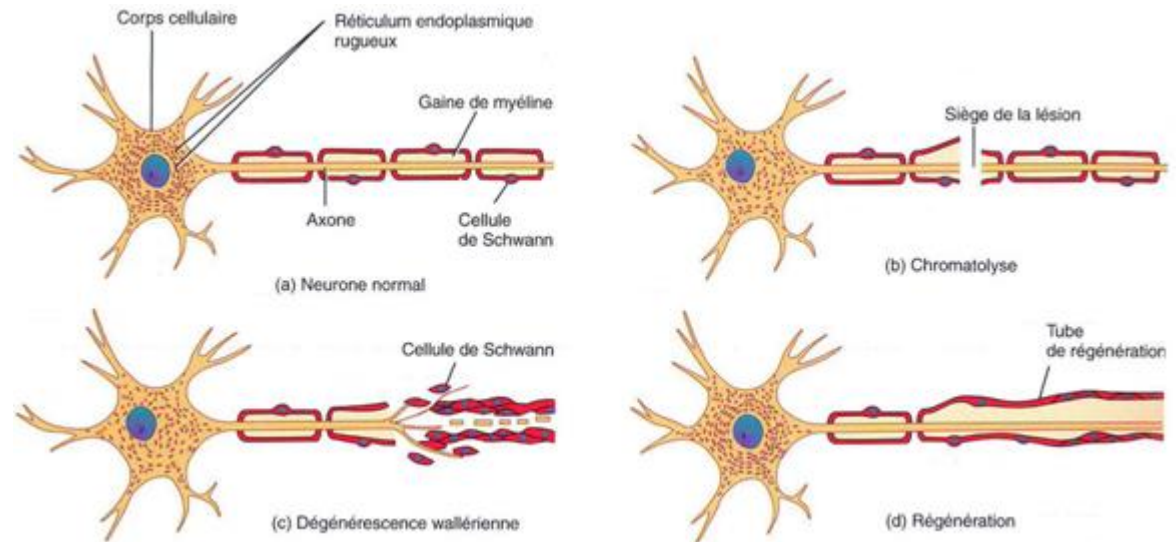 Corps cellulaire
Réticulum endoplasmique
rugueux
Gaine de myéline
Axone
Cellule
de Schwann
(a) Neurone normal
Siège de la lésion
(b) Chromatolyse
Cellule de Schwann
(c) Dégénérescence wallérienne
Tube
de régénération
(d) Régénération